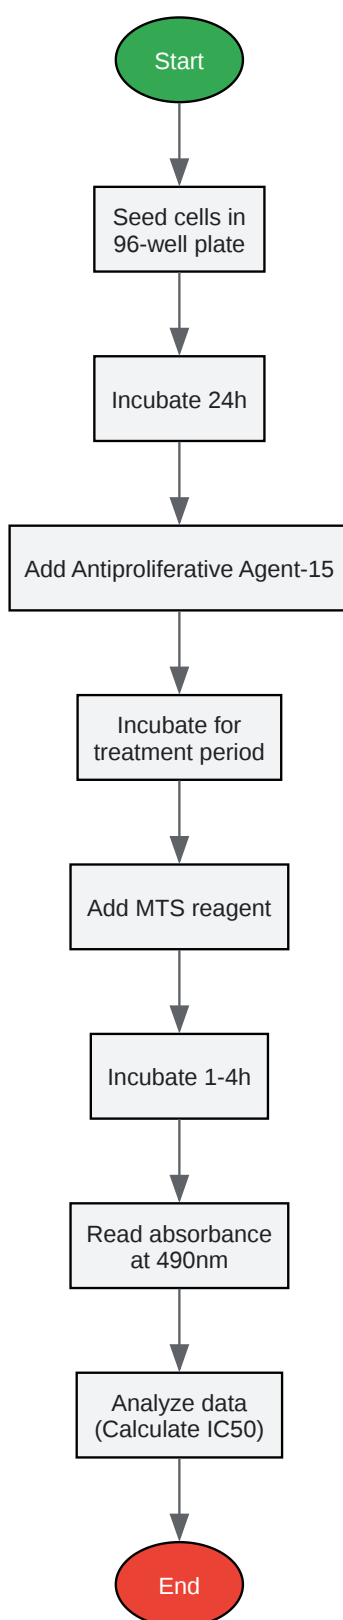 Start
Seed cells in
96-well plate
Incubate 24h
Add Antiproliferative Agent-15
Incubate for
treatment period
Add MTS reagent
Incubate 1-4h
Read absorbance
at 490nm
Analyze data
(Calculate IC50)
End